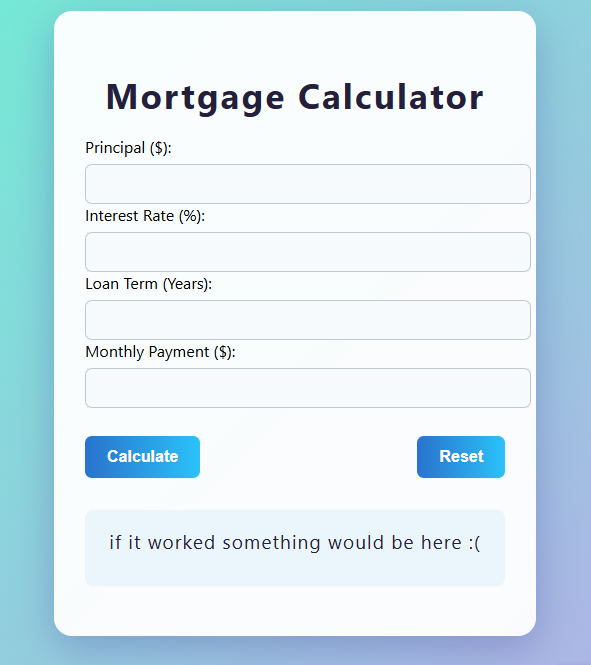 Mortgage Calculator
Principal ($):
Interest Rate (%):
Loan Term (Years):
Monthly Payment ($):
Calculate Reset
if it worked something would be here :(